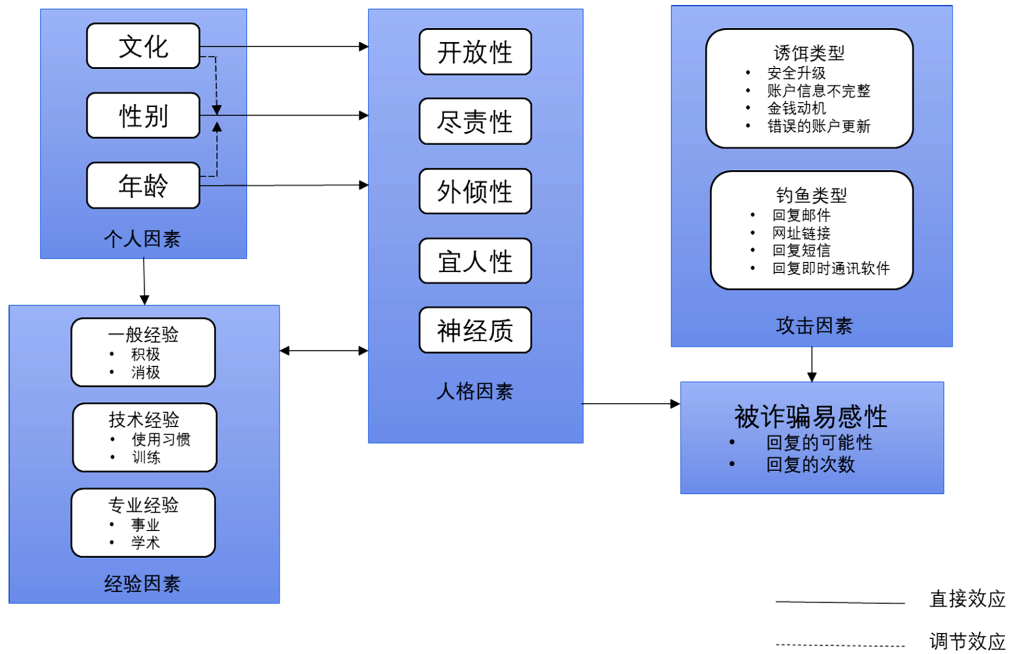 文化
性别
年龄
个人因素
一般经验
• 积极
• 消极
技术经验
• 使用习惯
• 训练
专业经验
• 事业
• 学术
经验因素
开放性
尽责性
外倾性
宜人性
神经质
人格因素
诱饵类型
• 安全升级
• 账户信息不完整
• 金钱动机
• 错误的账户更新
钓鱼类型
• 回复邮件
• 网址链接
• 回复短信
• 回复即时通讯软件
攻击因素
被诈骗易感性
• 回复的可能性
• 回复的次数
直接效应
调节效应